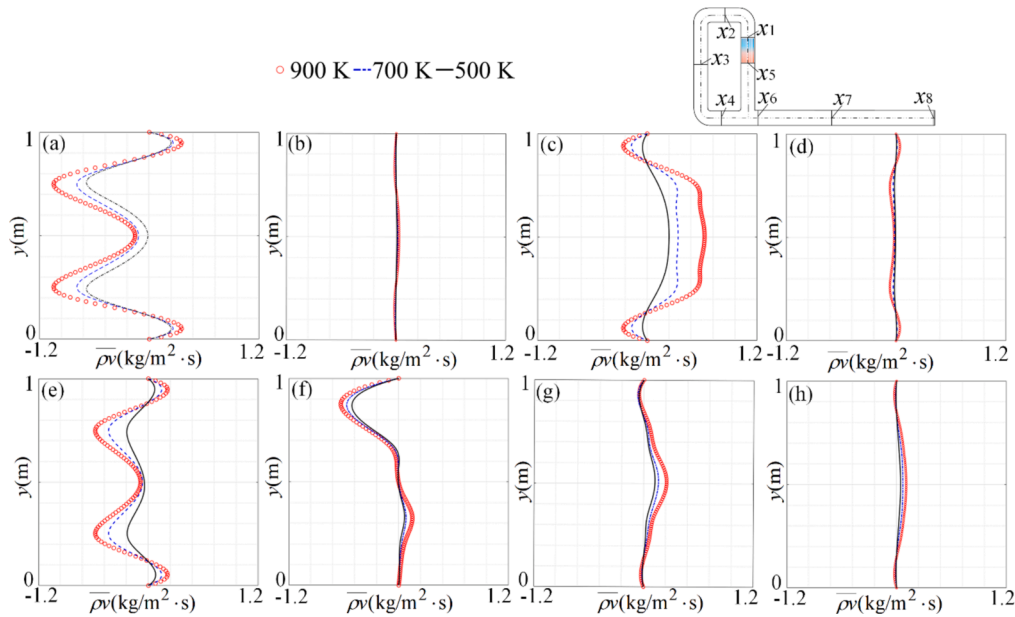 x1
x2
x3
x5
x4
x6
x7
x8
900 K 700 K 500 K
(a) (b) (c) (d)
1 1 1 1
y(m) y(m) y(m) y(m)
0 0 0 0
-1.2 1.2 -1.2 1.2 -1.2 1.2 -1.2 1.2
ρv(kg/m²·s) ρv(kg/m²·s) ρv(kg/m²·s) ρv(kg/m²·s)
(e) (f) (g) (h)
1 1 1 1
y(m) y(m) y(m) y(m)
0 0 0 0
-1.2 1.2 -1.2 1.2 -1.2 1.2 -1.2 1.2
ρv(kg/m²·s) ρv(kg/m²·s) ρv(kg/m²·s) ρv(kg/m²·s)